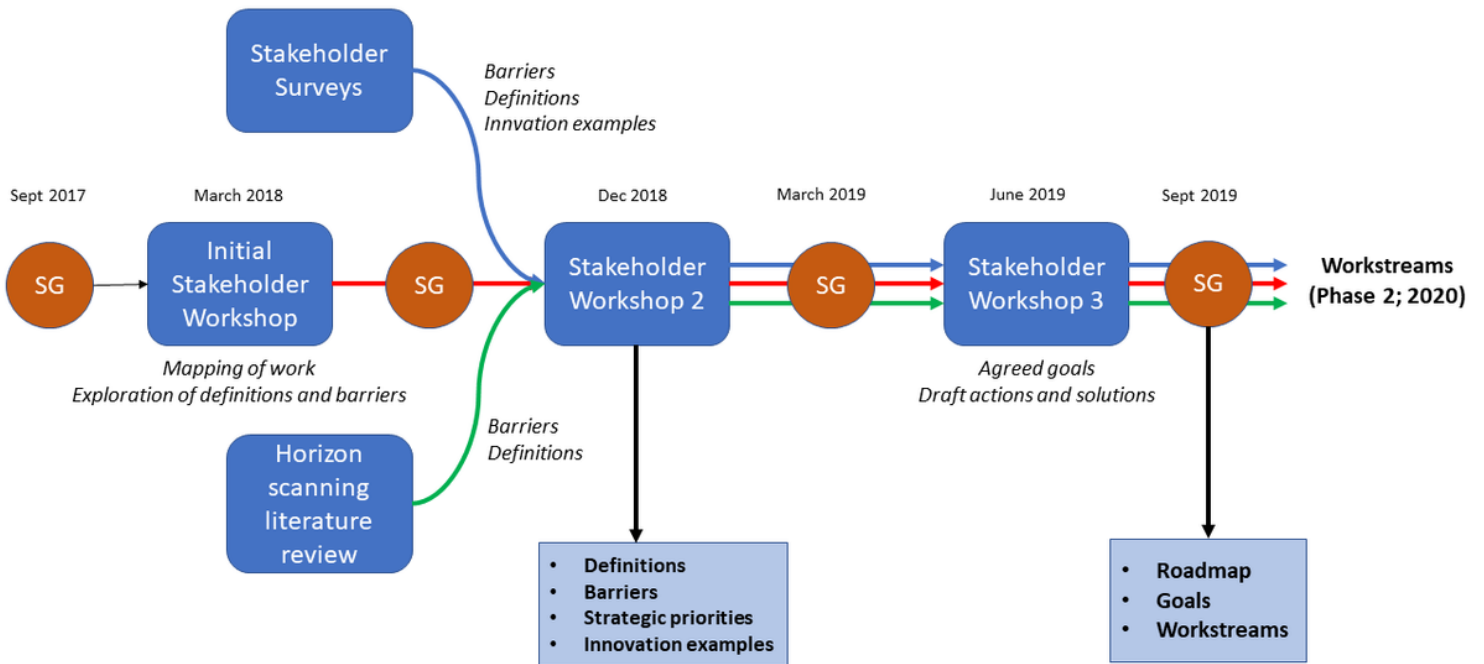 Stakeholder
Surveys
Barriers
Definitions
Innvation examples
Sept 2017
March 2018
Dec 2018
March 2019
June 2019
Sept 2019
SG
Initial
Stakeholder
Workshop
SG
Stakeholder
Workshop 2
SG
Stakeholder
Workshop 3
SG
Workstreams
(Phase 2; 2020)
Mapping of work
Exploration of definitions and barriers
Agreed goals
Draft actions and solutions
Barriers
Definitions
Horizon
scanning
literature
review
• Definitions
• Barriers
• Strategic priorities
• Innovation examples
• Roadmap
• Goals
• Workstreams